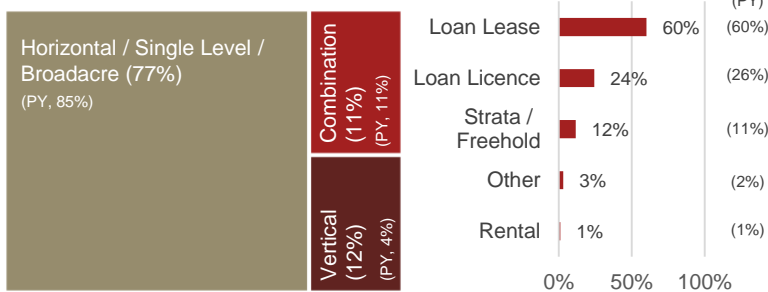 Horizontal / Single Level /
Broadacre (77%)
(PY, 85%)
Combination
(11%)
(PY, 11%)
Vertical
(12%)
(PY, 4%)
(PY)
Loan Lease 60% (60%)
Loan Licence 24% (26%)
Strata /
Freehold 12% (11%)
Other 3% (2%)
Rental 1% (1%)
0% 50% 100%